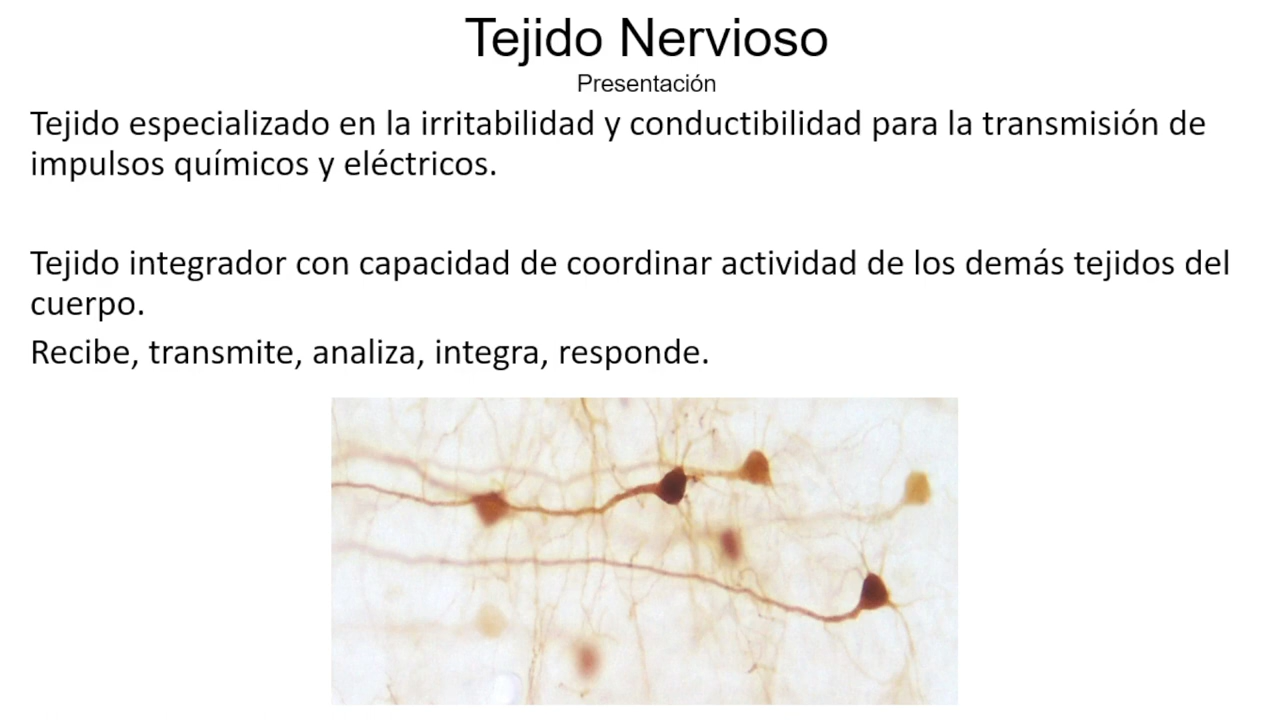 Tejido Nervioso
Presentación
Tejido especializado en la irritabilidad y conductibilidad para la transmisión de
impulsos químicos y eléctricos.
Tejido integrador con capacidad de coordinar actividad de los demás tejidos del
cuerpo.
Recibe, transmite, analiza, integra, responde.